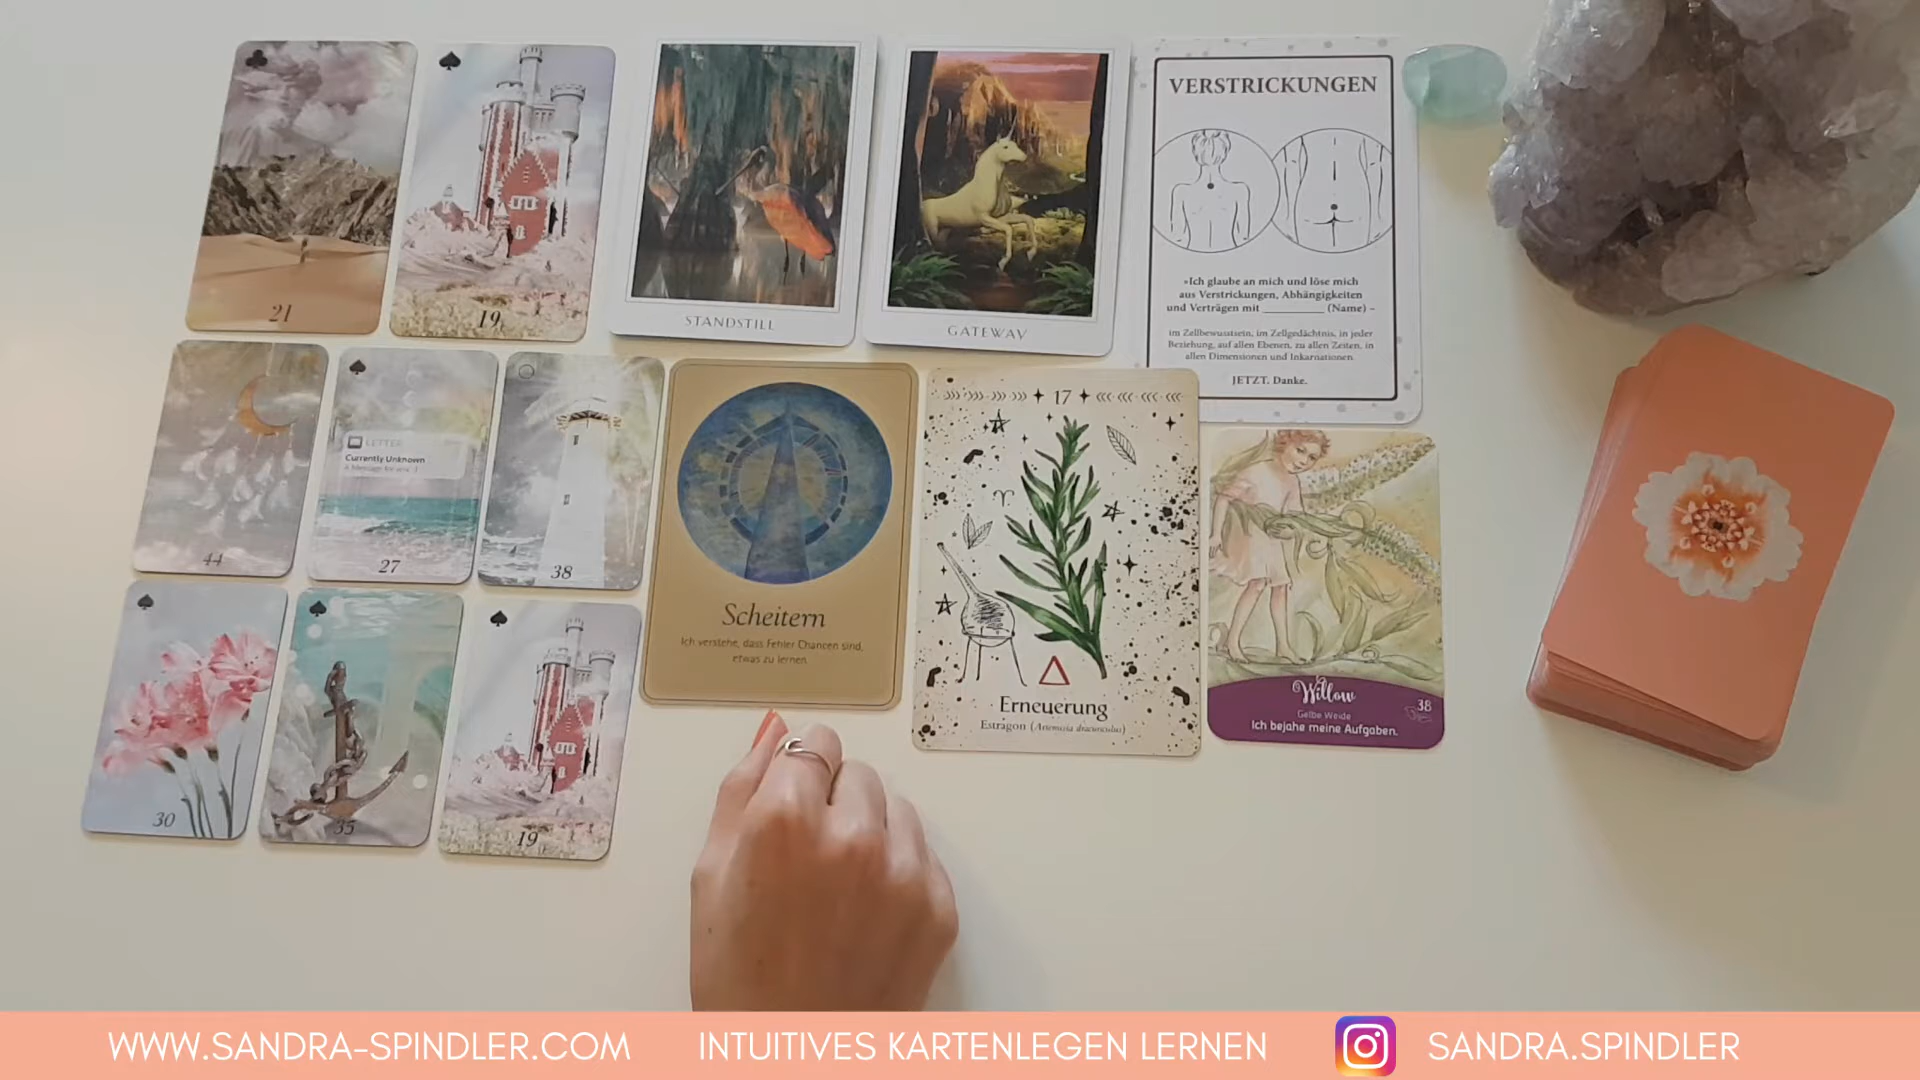 21
19
STANDSTILL
GATEWAY
VERSTRICKUNGEN
»Ich glaube an mich und löse mich
aus Verstrickungen, Abhängigkeiten
und Verträgen mit _________ (Name) –
im Zellbewusstsein, im Zellgedächtnis, in jeder
Beziehung, auf allen Ebenen, zu allen Zeiten, in
allen Dimensionen und Inkarnationen.
JETZT. Danke.
44
LETTER
Currently Unknown
27
38
Scheitern
Ich verstehe, dass Fehler Chancen sind,
etwas zu lernen.
17
Erneuerung
Estragon (Artemisia dracunculus)
Willow
38
Gelbe Weide
Ich bejahe meine Aufgaben.
30
35
19
WWW.SANDRA-SPINDLER.COM
INTUITIVES KARTENLEGEN LERNEN
SANDRA.SPINDLER